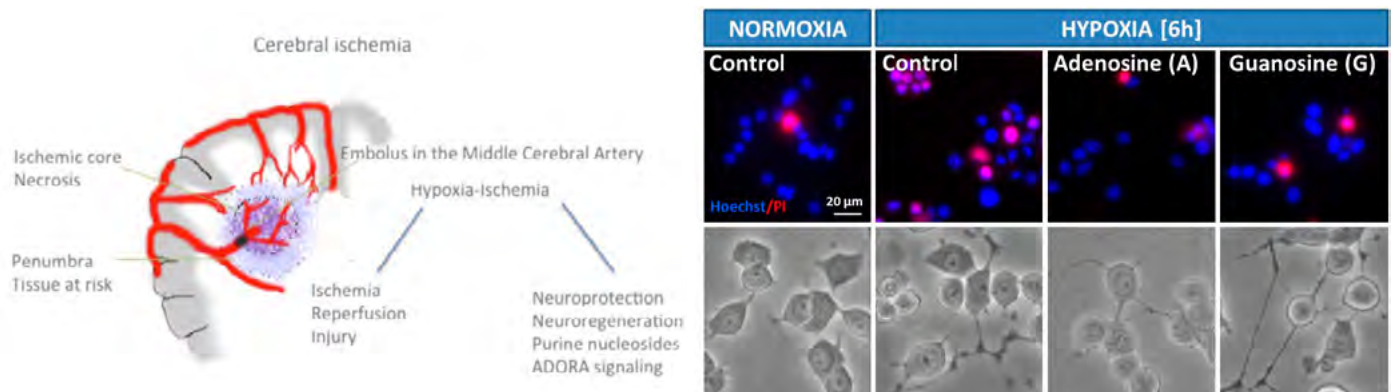 Cerebral ischemia
Ischemic core
Necrosis
Embolus in the Middle Cerebral Artery
Hypoxia-Ischemia
Penumbra
Tissue at risk
Ischemia
Reperfusion
Injury
Neuroprotection
Neuroregeneration
Purine nucleosides
ADORA signaling
NORMOXIA
HYPOXIA [6h]
Control
Control
Adenosine (A)
Guanosine (G)
Hoechst/PI
20 µm